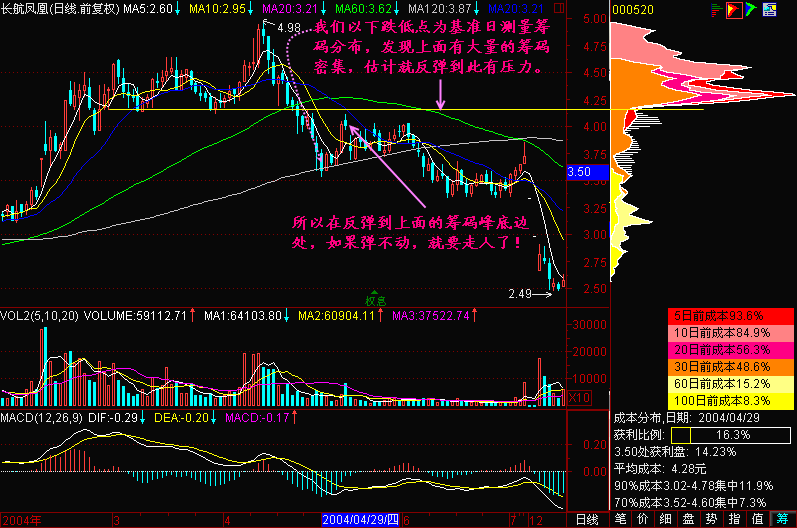 长航凤凰(日线.前复权) MA5:2.60↓ MA10:2.95↓ MA20:3.21↓ MA60:3.62↓ MA120:3.87↓ MA20:3.21
000520
4.98
我们以下跌低点为基准日测量筹
码分布，发现上面有大量的筹码
密集，估计就反弹到此有压力。
5.00
4.75
4.50
4.25
4.00
3.75
3.50
3.25
3.00
2.75
2.50
所以在反弹到上面的筹码峰底边
处，如果弹不动，就要走人了！
2.49
权息
VOL2(5,10,20) VOLUME:59112.71↑ MA1:64103.80↓ MA2:60904.11↑ MA3:37522.74↑
30000
20000
10000
X10
MACD(12,26,9) DIF:-0.29↓ DEA:-0.20↓ MACD:-0.17↑
0.20
0.00
5日前成本93.6%
10日前成本84.9%
20日前成本56.3%
30日前成本48.6%
60日前成本15.2%
100日前成本8.3%
成本分布,日期: 2004/04/29
获利比例: 16.3%
3.50处获利盘: 14.23%
平均成本: 4.28元
90%成本3.02-4.78集中11.9%
70%成本3.52-4.60集中7.3%
2004年 3 4 2004/04/29/四 6 7 12 日线
笔 价 细 盘 势 指 值 筹